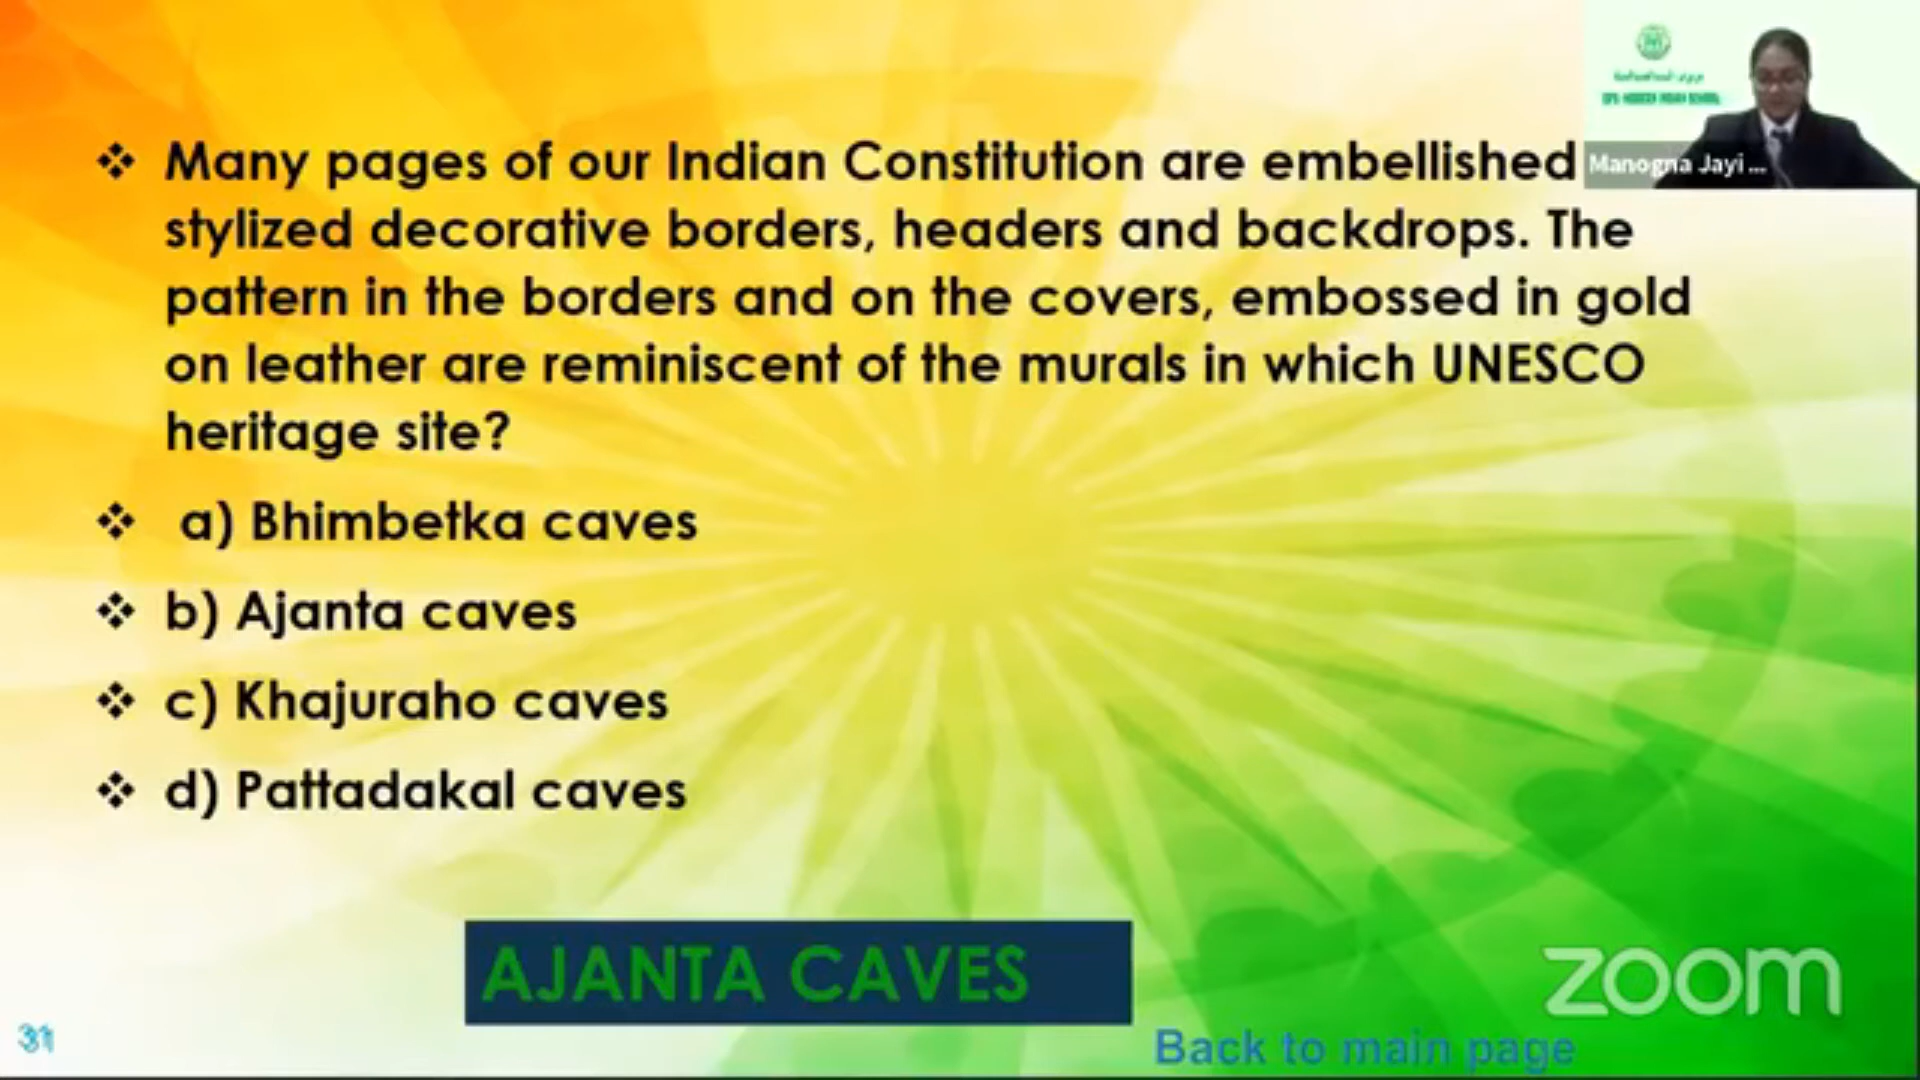 Many pages of our Indian Constitution are embellished
stylized decorative borders, headers and backdrops. The
pattern in the borders and on the covers, embossed in gold
on leather are reminiscent of the murals in which UNESCO
heritage site?
a) Bhimbetka caves
b) Ajanta caves
c) Khajuraho caves
d) Pattadakal caves
AJANTA CAVES
Manogna Jayi ...
INDIAN SCHOOL
zoom
31
Back to main page